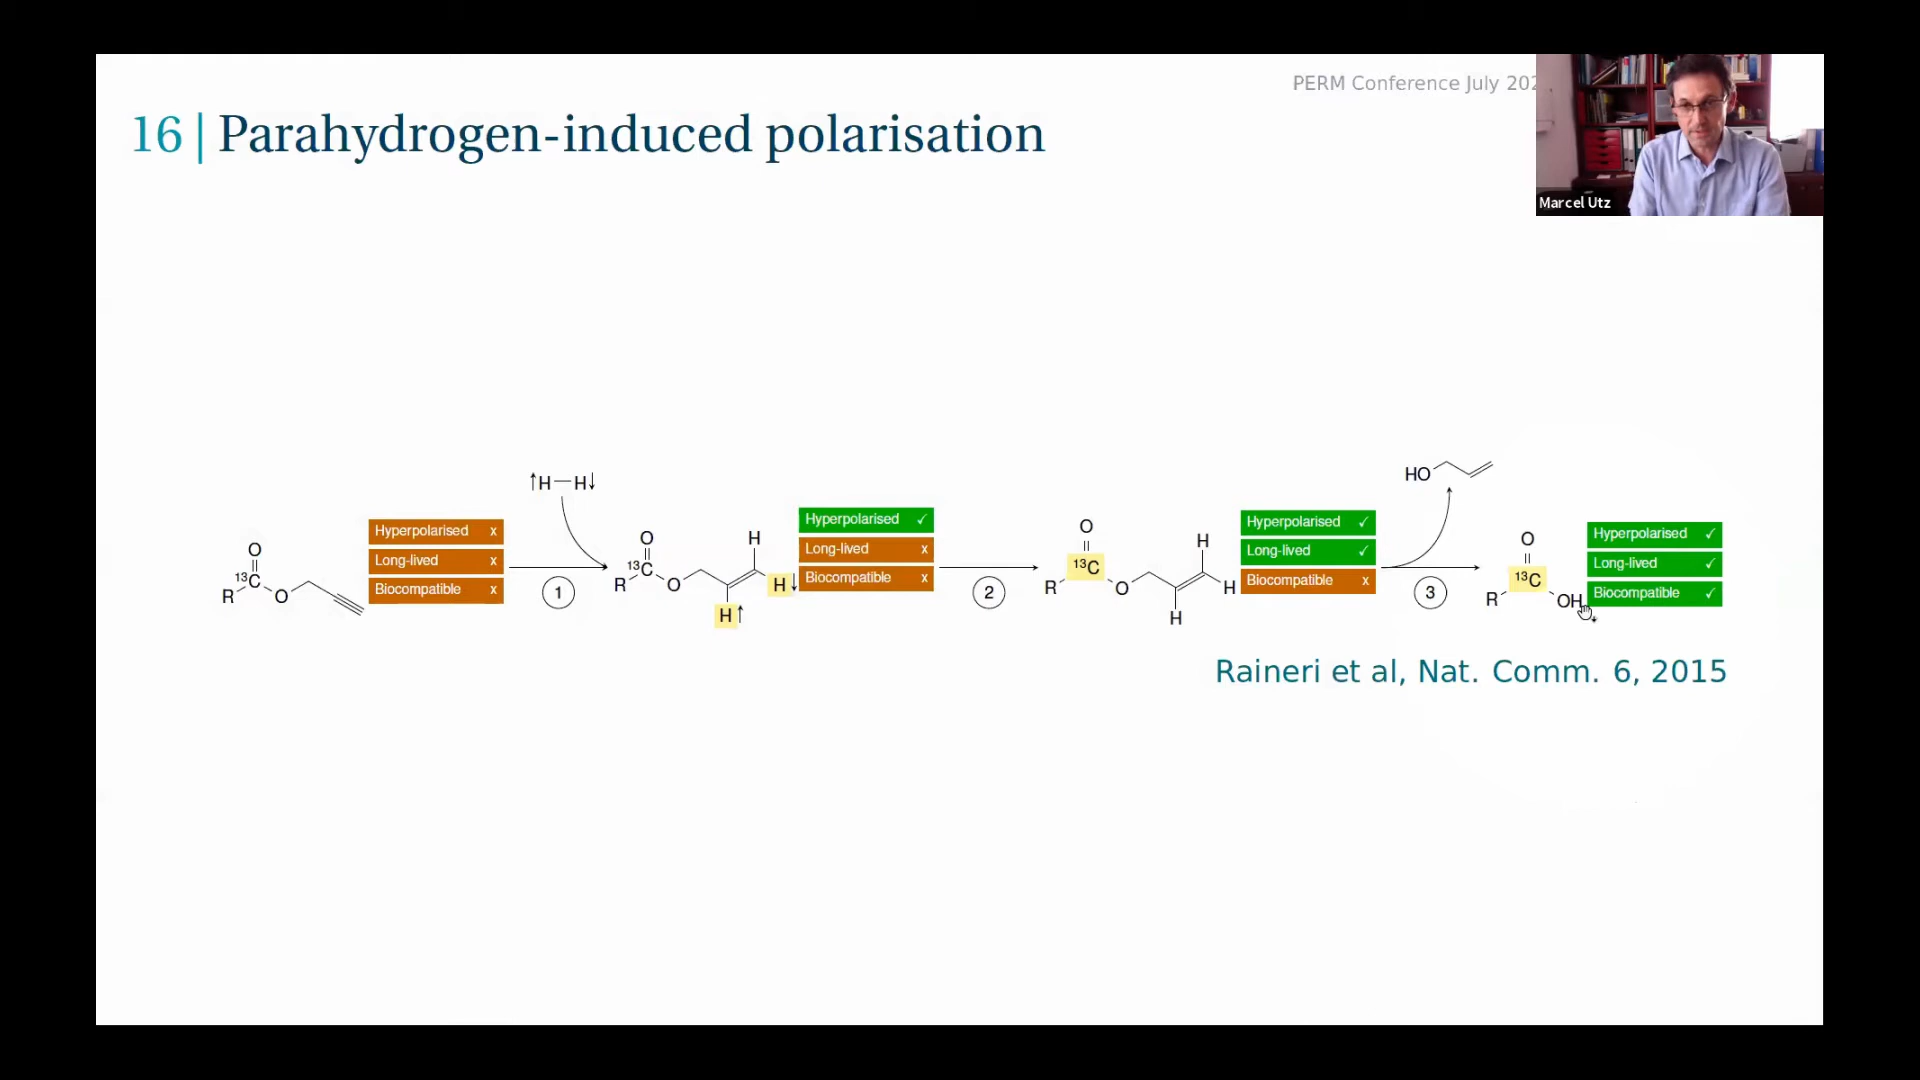 PERM Conference July 202
16 | Parahydrogen-induced polarisation
Marcel Utz
O
13C
R
O
Hyperpolarised x
Long-lived x
Biocompatible x
↑H—H↓
1
O
13C
R
O
H
H↓
H↑
Hyperpolarised ✓
Long-lived x
Biocompatible x
2
O
13C
R
O
H
H
H
Hyperpolarised ✓
Long-lived ✓
Biocompatible x
HO
3
O
13C
R
OH
Hyperpolarised ✓
Long-lived ✓
Biocompatible ✓
Raineri et al, Nat. Comm. 6, 2015